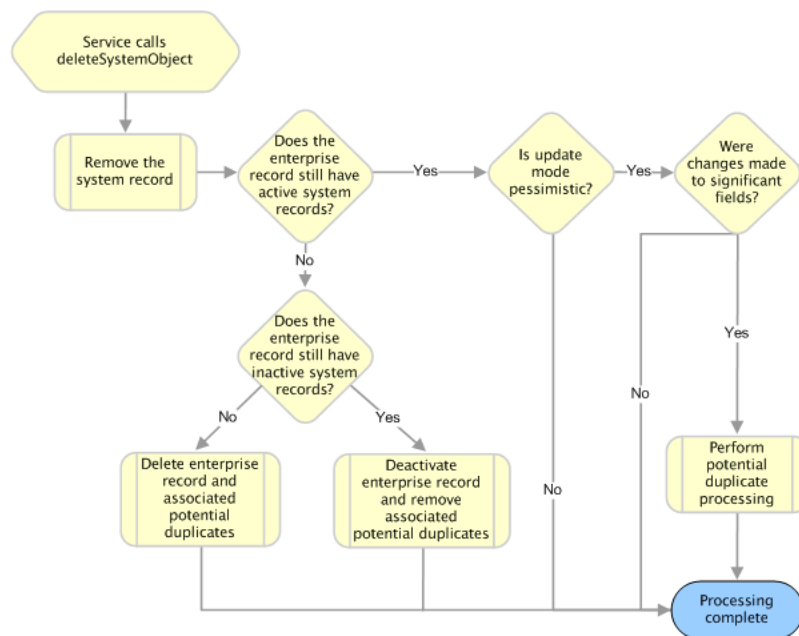 Service calls
deleteSystemObject
Remove the
system record
Does the
enterprise
record still have
active system
records?
Yes
Is update
mode
pessimistic?
Yes
Were
changes made
to significant
fields?
No
Does the
enterprise
record still have
inactive system
records?
No
Yes
Delete enterprise
record and
associated
potential
duplicates
Deactivate
enterprise record
and remove
associated
potential duplicates
No
No
Yes
Perform
potential
duplicate
processing
Processing
complete